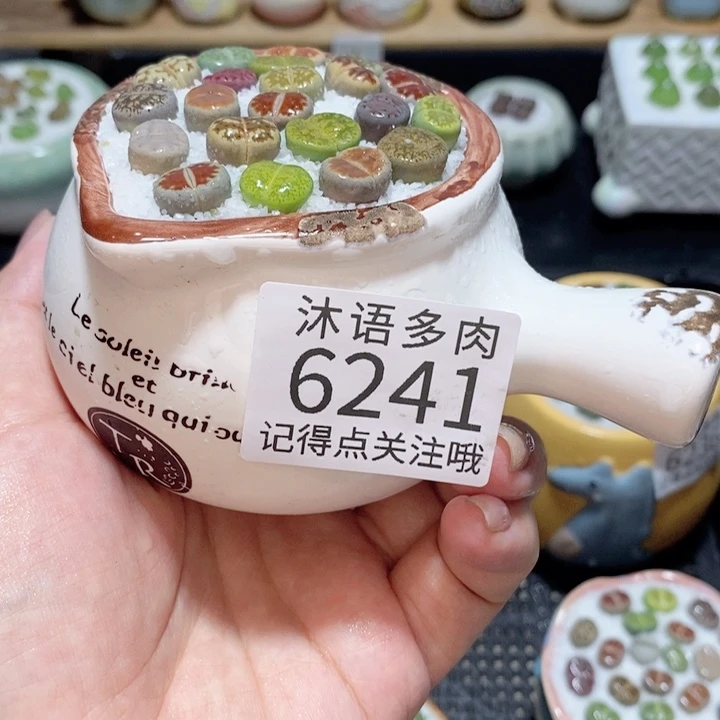 Le soleil brille
le ciel bleu qui
et
沐语多肉
6241
记得点关注哦